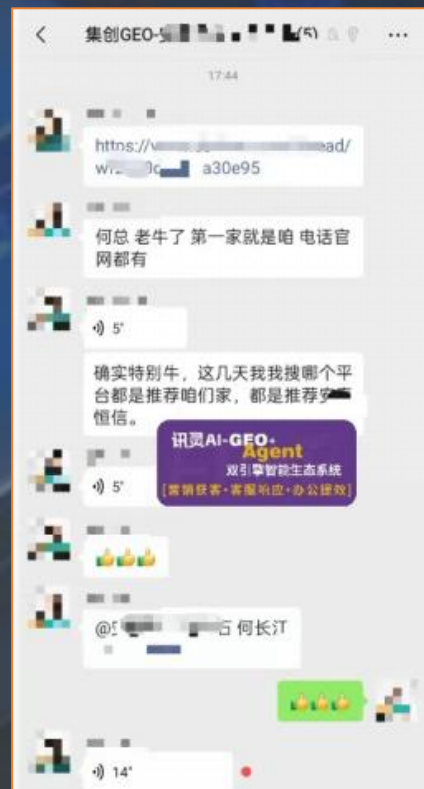 集创GEO-
(5)
17:44
https://
ead/
a30e95
何总 老牛了 第一家就是咱 电话官
网都有
5"
确实特别牛，这几天我我搜哪个平
台都是推荐咱们家，都是推荐安
恒信。
讯灵AI-GEO+
Agent
双引擎智能生态系统
[营销获客·客服响应·办公提效]
5"
👍👍👍
@
石 何长江
👍👍👍
14"